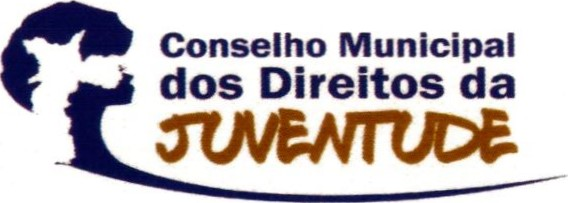 Conselho Municipal
dos Direitos da
JUVENTUDE